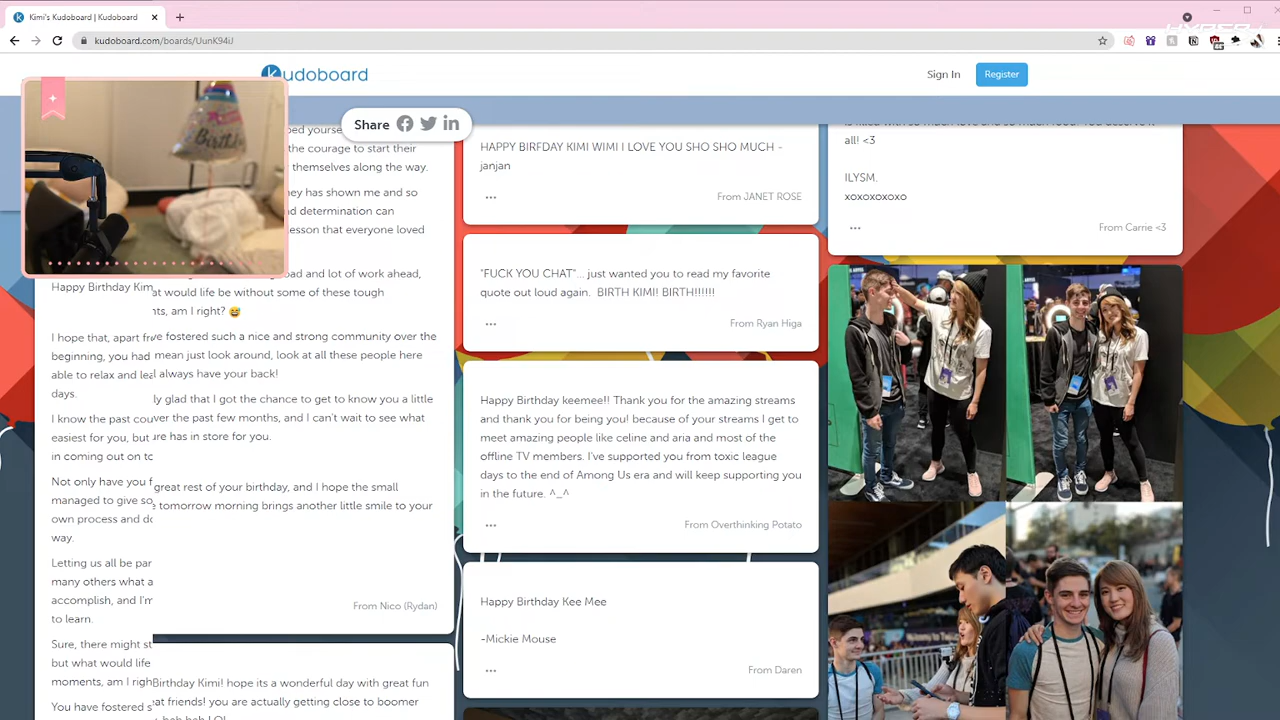 Kimi's Kudoboard | Kudoboard
kudoboard.com/boards/UunK94iJ
kudoboard
Sign In
Register
Share
Birth
the courage to start their
themselves along the way.
hey has shown me and so
nd determination can
esson that everyone loved
oad and lot of work ahead,
at would life be without some of these tough
nts, am I right? 😅
ve fostered such a nice and strong community over the
mean just look around, look at all these people here
l always have your back!
ly glad that I got the chance to get to know you a little
ver the past few months, and I can't wait to see what
ure has in store for you.
great rest of your birthday, and I hope the small
e tomorrow morning brings another little smile to your
From Nico (Rydan)
Happy Birthday Kim
I hope that, apart fr
beginning, you had
able to relax and lea
days.
I know the past cou
easiest for you, but
in coming out on to
Not only have you f
managed to give so
own process and do
way.
Letting us all be par
many others what a
accomplish, and I'm
to learn.
Sure, there might st
but what would life
moments, am I righ
You have fostered s
Birthday Kimi! hope its a wonderful day with great fun
at friends! you are actually getting close to boomer
HAPPY BIRFDAY KIMI WIMI I LOVE YOU SHO SHO MUCH -
janjan
From JANET ROSE
"FUCK YOU CHAT"... just wanted you to read my favorite
quote out loud again. BIRTH KIMI! BIRTH!!!!!!
From Ryan Higa
Happy Birthday keemee!! Thank you for the amazing streams
and thank you for being you! because of your streams I get to
meet amazing people like celine and aria and most of the
offline TV members. I've supported you from toxic league
days to the end of Among Us era and will keep supporting you
in the future. ^_^
From Overthinking Potato
Happy Birthday Kee Mee
-Mickie Mouse
From Daren
all! <3
ILYSM.
xoxoxoxoxo
From Carrie <3